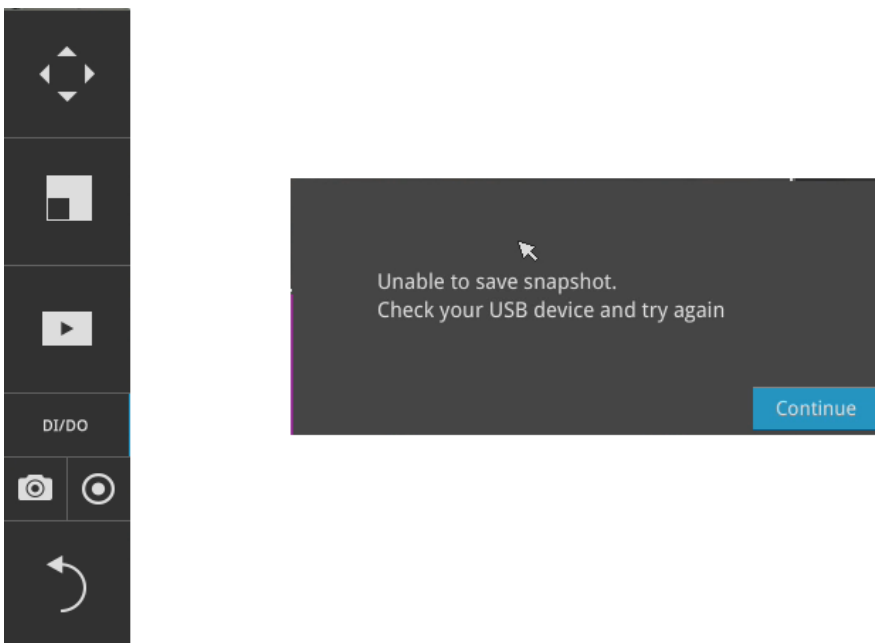 DI/DO
Unable to save snapshot.
Check your USB device and try again
Continue